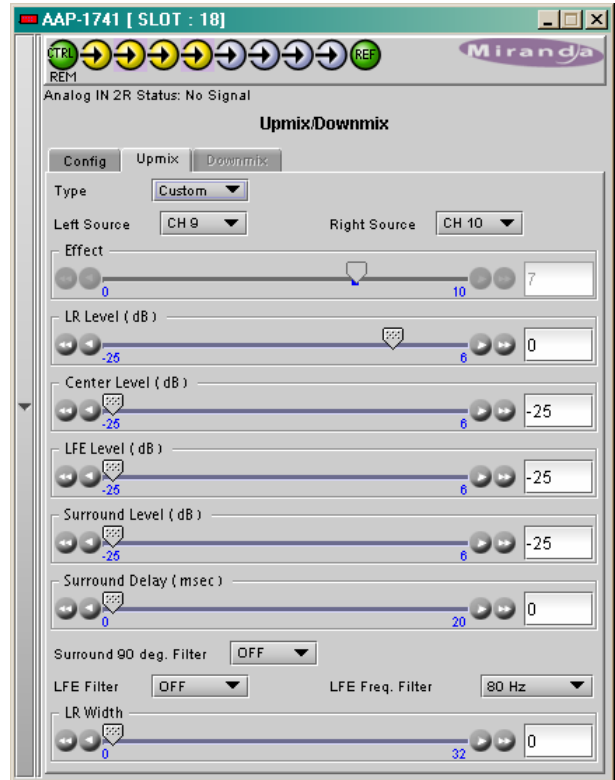 AAP-1741 [ SLOT : 18]
CTRL REF Miranda
REM
Analog IN 2R Status: No Signal
Upmix/Downmix
Config Upmix Downmix
Type Custom
Left Source CH 9 Right Source CH 10
Effect
0 10 7
LR Level ( dB )
-25 6 0
Center Level ( dB )
-25 6 -25
LFE Level ( dB )
-25 6 -25
Surround Level ( dB )
-25 6 -25
Surround Delay ( msec )
0 20 0
Surround 90 deg. Filter OFF
LFE Filter OFF LFE Freq. Filter 80 Hz
LR Width
0 32 0